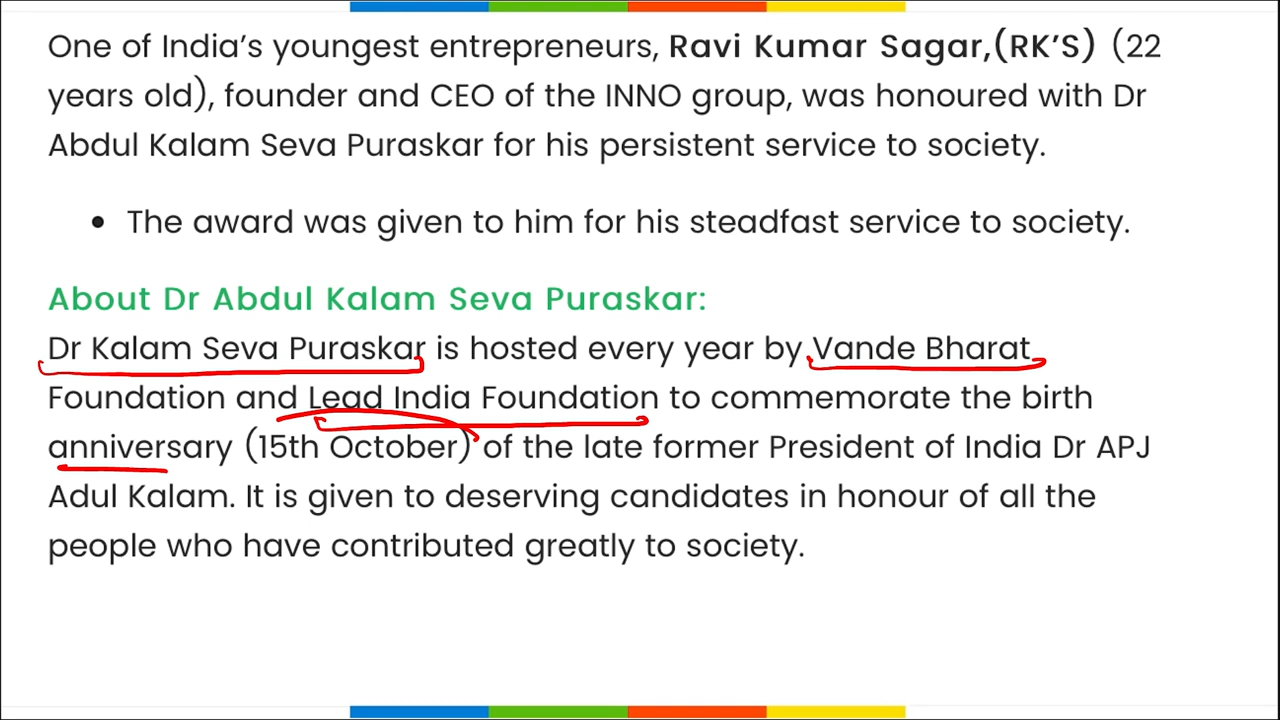 One of India’s youngest entrepreneurs, Ravi Kumar Sagar,(RK’S) (22
years old), founder and CEO of the INNO group, was honoured with Dr
Abdul Kalam Seva Puraskar for his persistent service to society.
• The award was given to him for his steadfast service to society.
About Dr Abdul Kalam Seva Puraskar:
Dr Kalam Seva Puraskar is hosted every year by Vande Bharat
Foundation and Lead India Foundation to commemorate the birth
anniversary (15th October) of the late former President of India Dr APJ
Adul Kalam. It is given to deserving candidates in honour of all the
people who have contributed greatly to society.